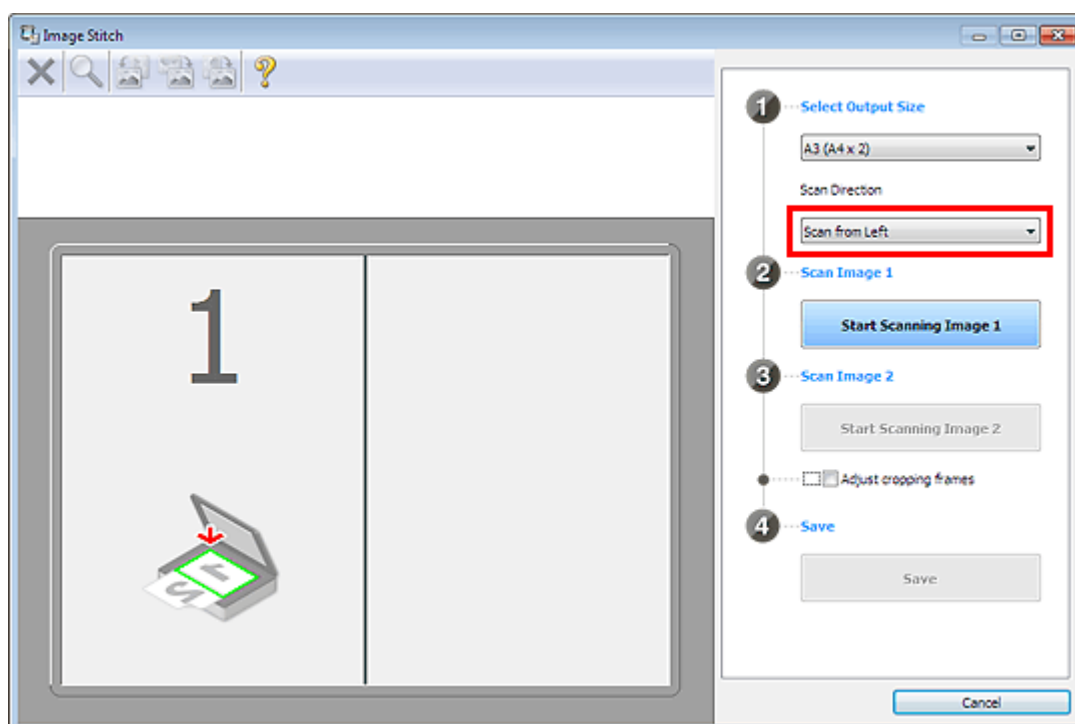 Image Stitch
1
1
Select Output Size
A3 (A4 x 2)
Scan Direction
Scan from Left
2
Scan Image 1
Start Scanning Image 1
3
Scan Image 2
Start Scanning Image 2
Adjust cropping frames
4
Save
Save
Cancel